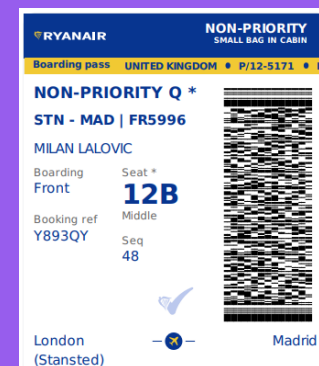 RYANAIR
NON-PRIORITY
SMALL BAG IN CABIN
Boarding pass UNITED KINGDOM • P/12-5171 •
NON-PRIORITY Q *
STN - MAD | FR5996
MILAN LALOVIC
Boarding Seat *
Front 12B
Middle
Booking ref
Y893QY
Seq
48
London Madrid
(Stansted)